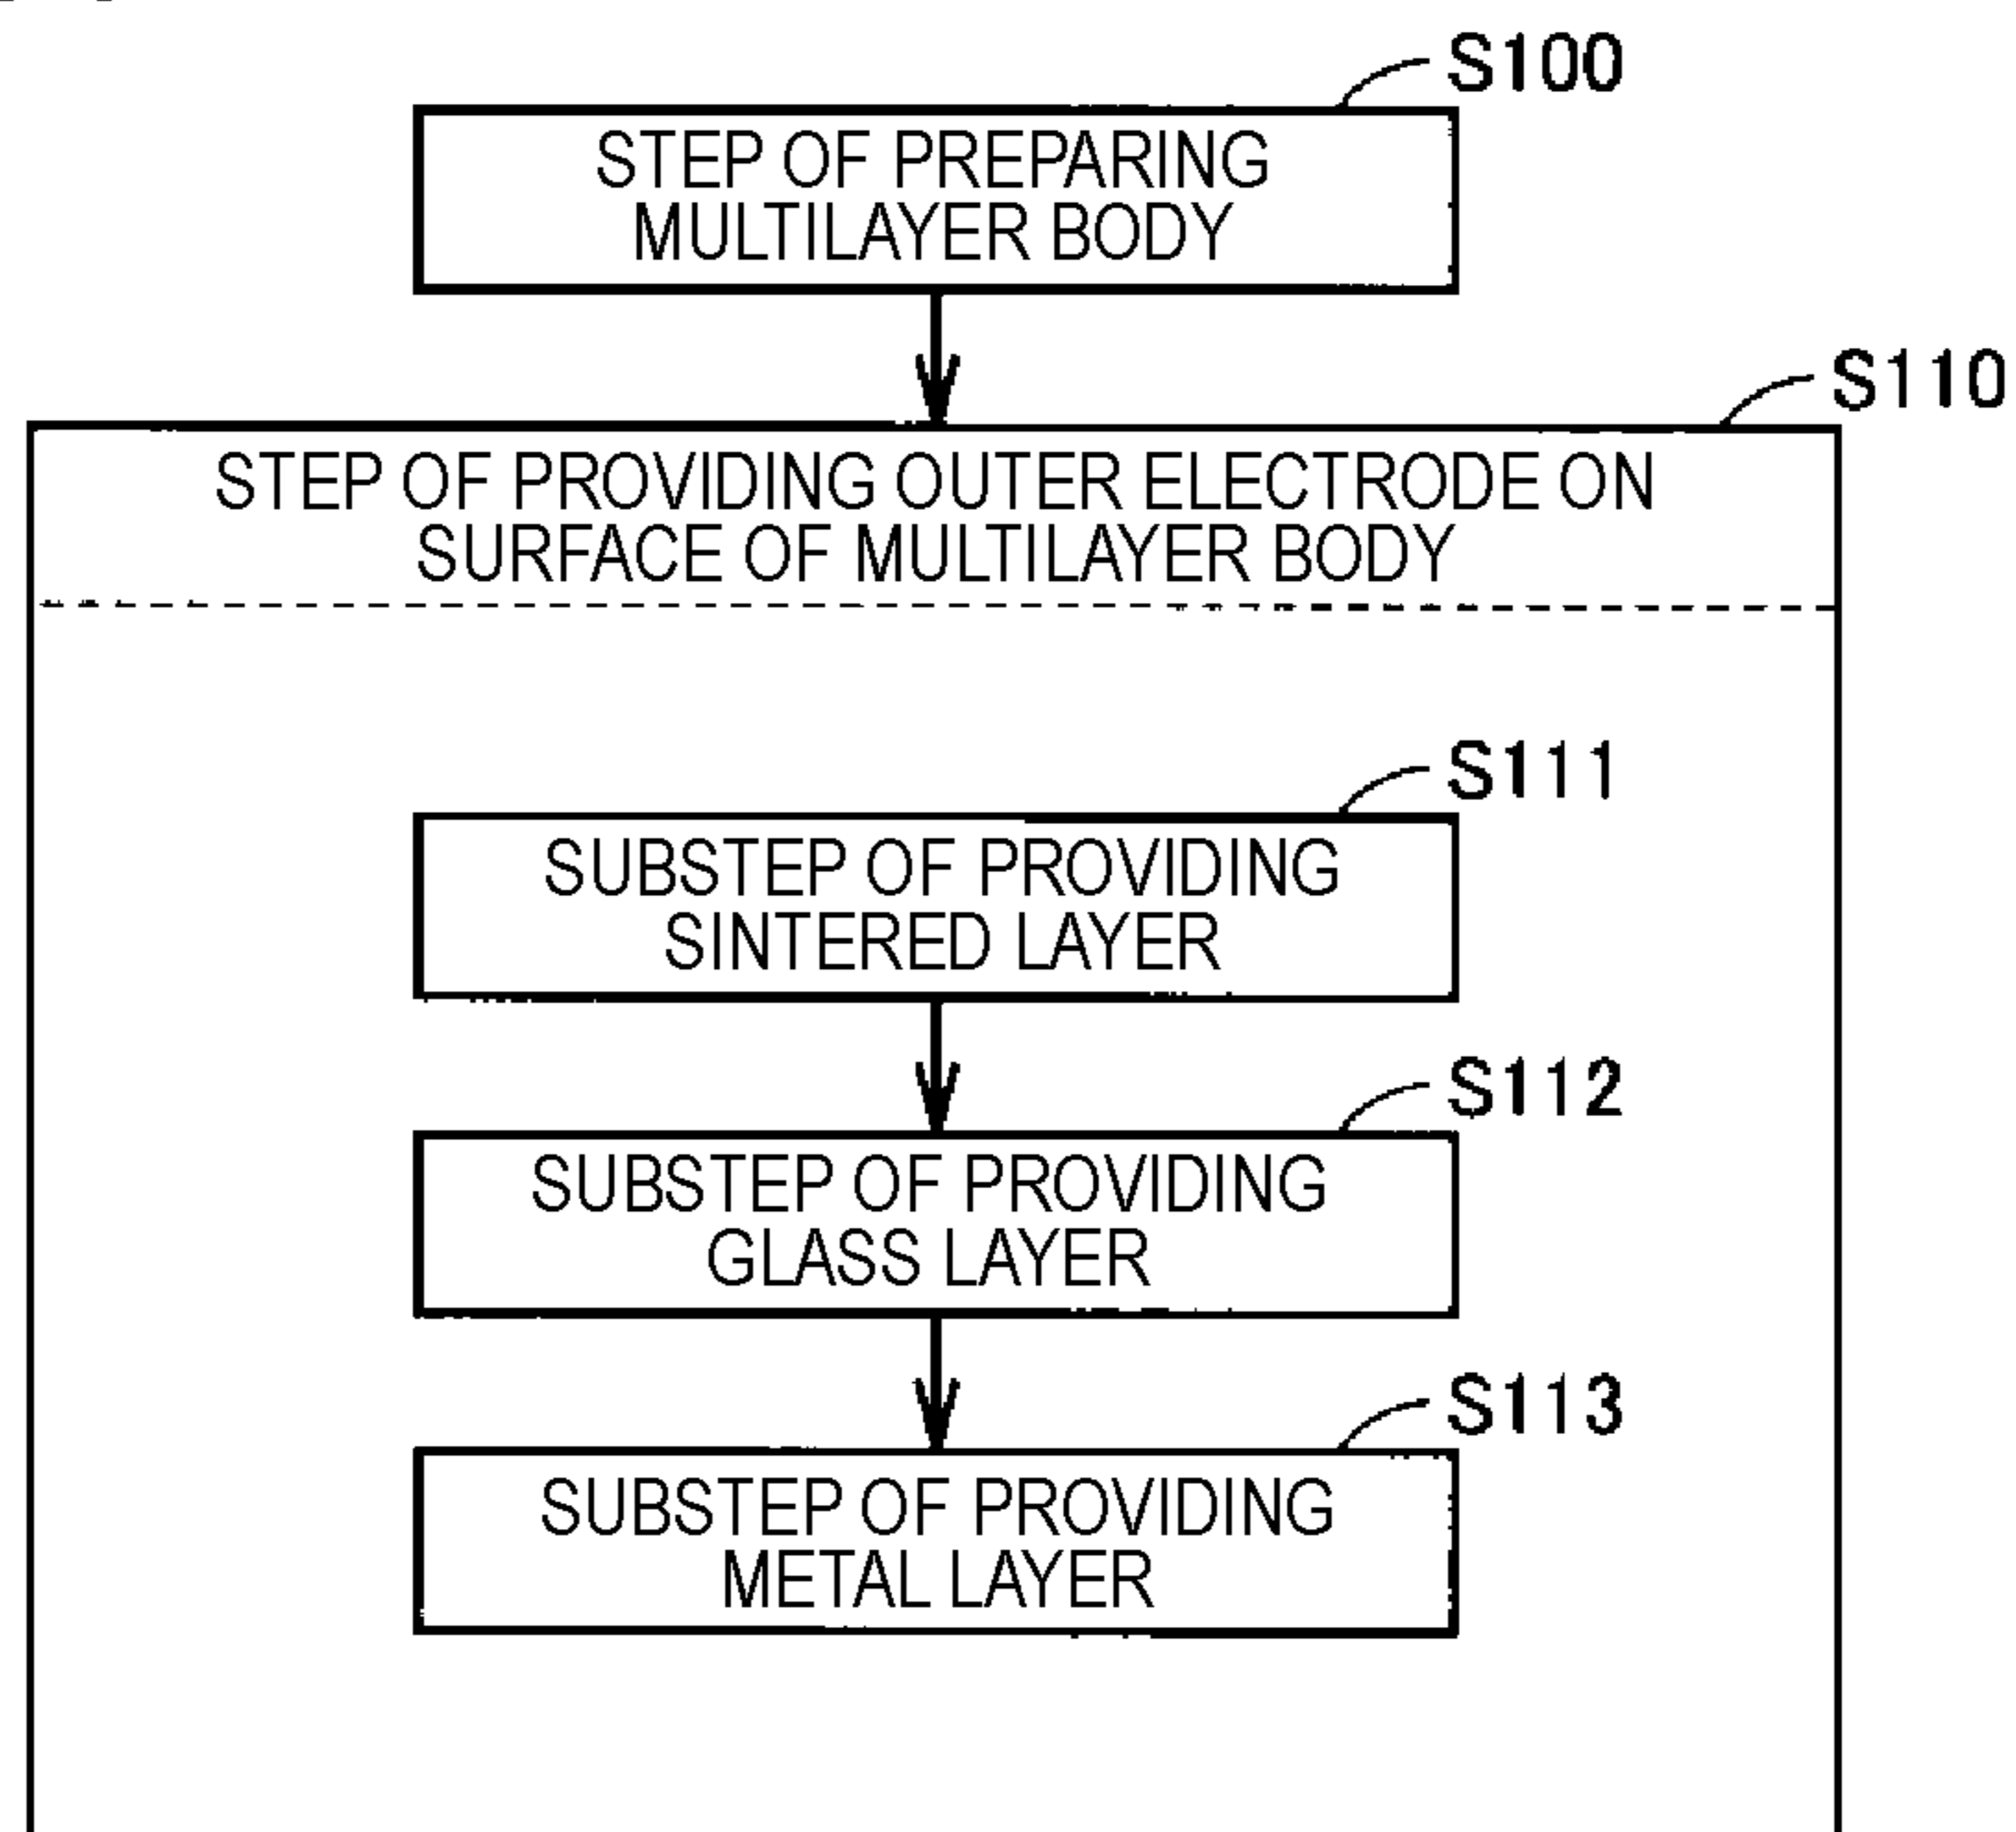 S100
STEP OF PREPARING
MULTILAYER BODY
S110
STEP OF PROVIDING OUTER ELECTRODE ON
SURFACE OF MULTILAYER BODY
S111
SUBSTEP OF PROVIDING
SINTERED LAYER
S112
SUBSTEP OF PROVIDING
GLASS LAYER
S113
SUBSTEP OF PROVIDING
METAL LAYER